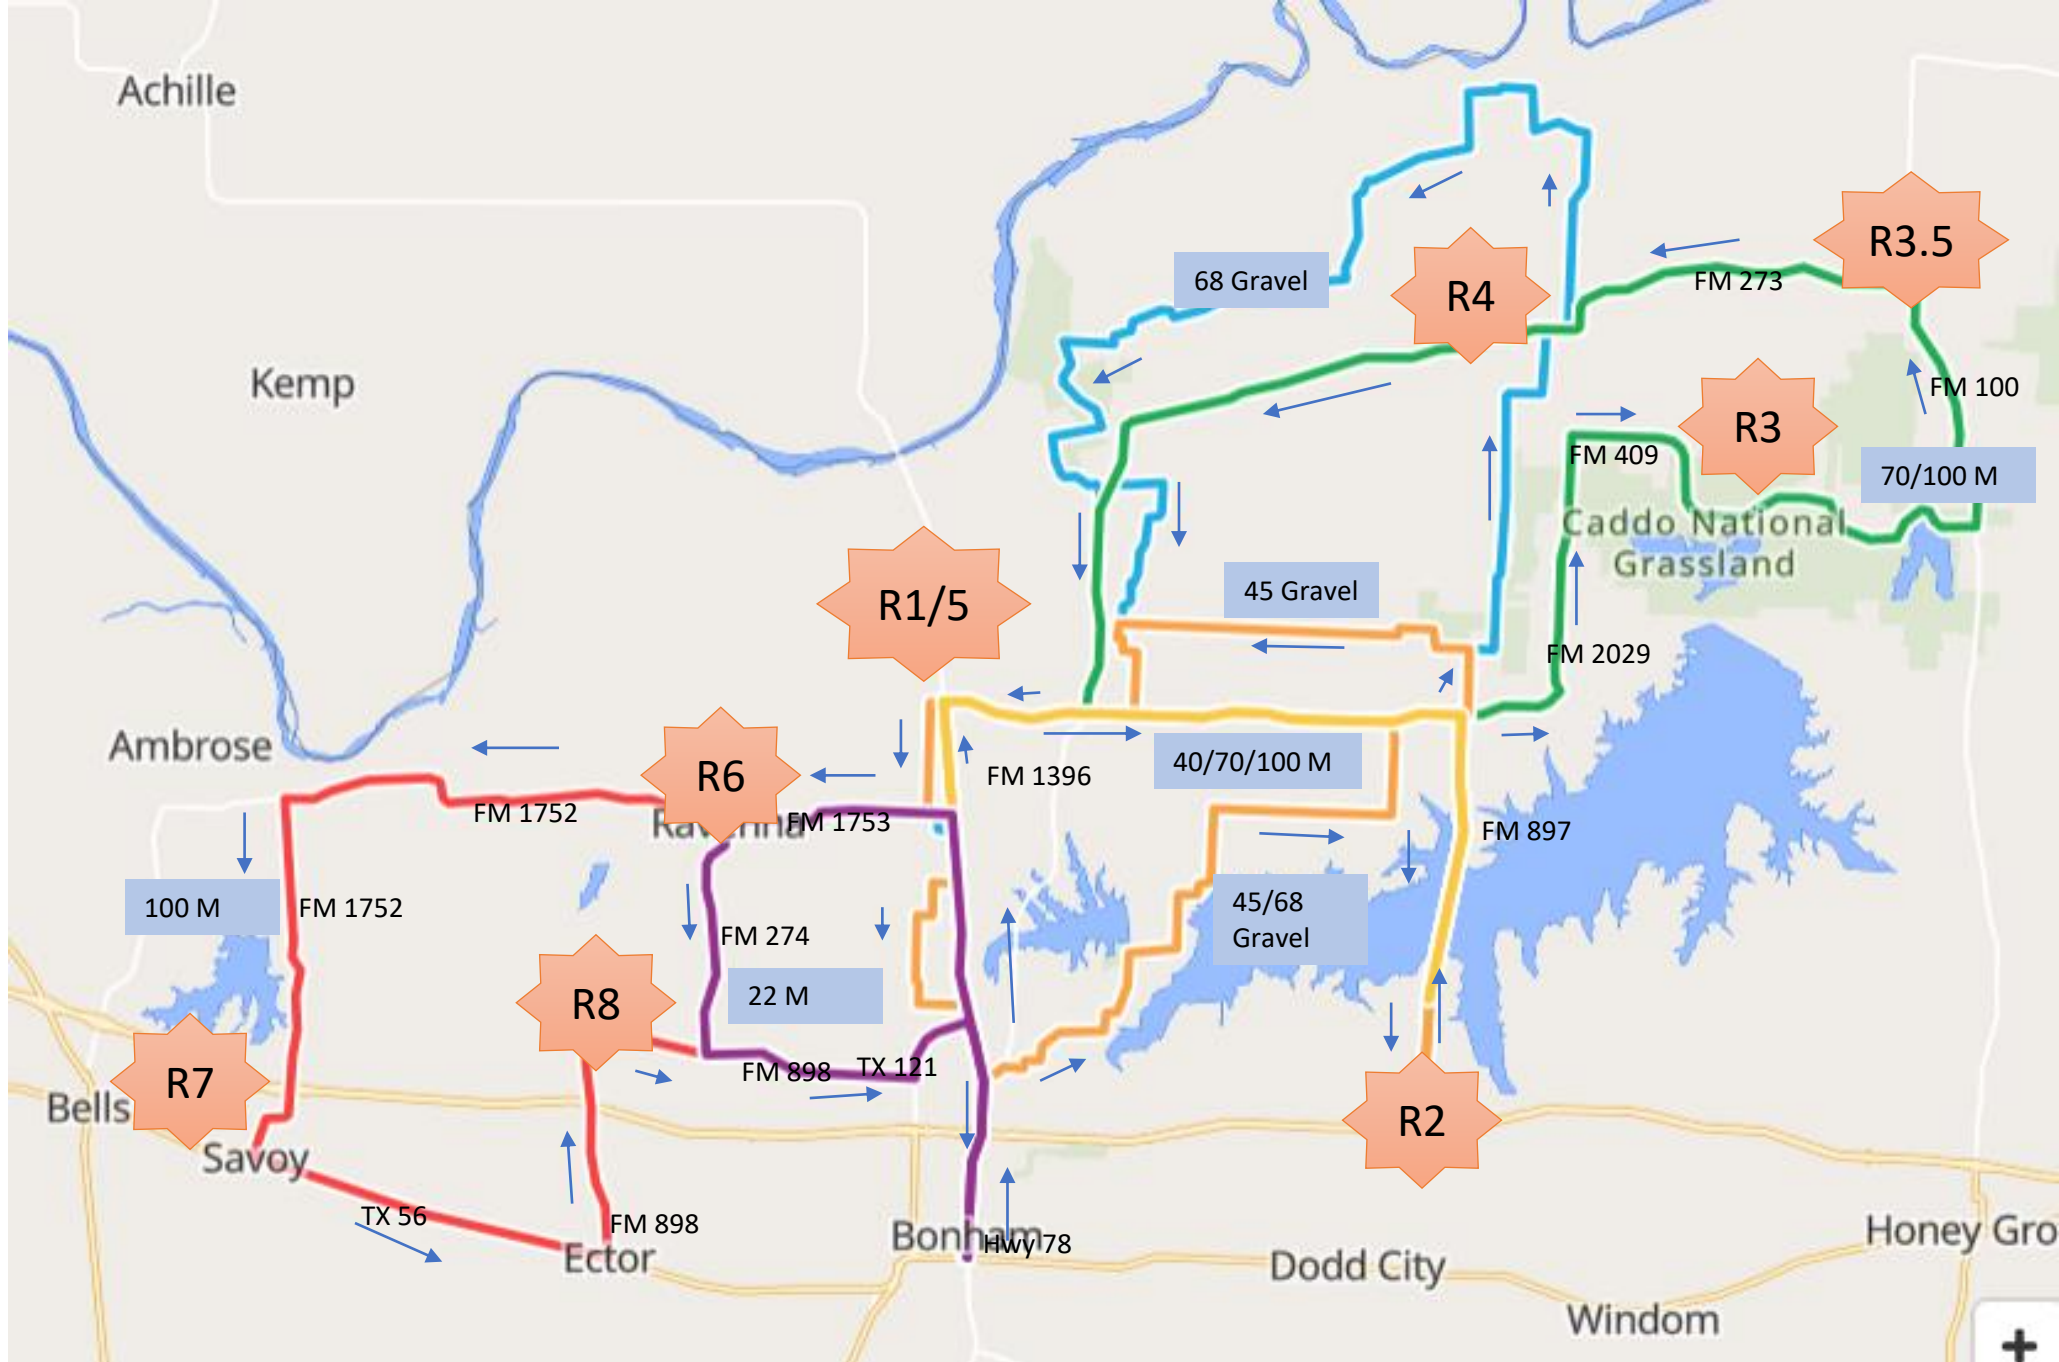 Achille
R3.5
68 Gravel
R4
FM 273
Kemp
FM 100
R3
FM 409
70/100 M
Caddo National
Grassland
R1/5
45 Gravel
FM 2029
Ambrose
R6
40/70/100 M
FM 1396
FM 1752
Ravenna
FM 1753
FM 897
100 M
FM 1752
45/68
Gravel
FM 274
22 M
R8
R7
FM 898
TX 121
Bells
R2
Savoy
TX 56
FM 898
Ector
Bonham
Hwy 78
Dodd City
Honey Gro
Windom
+